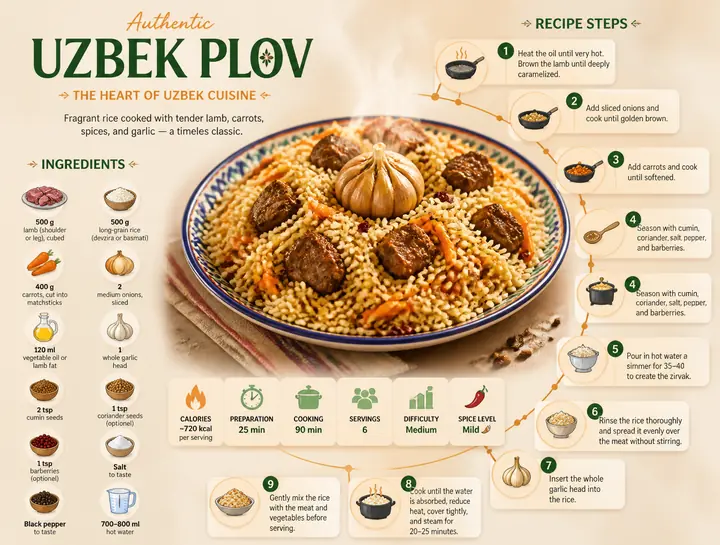 Authentic
UZBEK PLOV
THE HEART OF UZBEK CUISINE
Fragrant rice cooked with tender lamb, carrots,
spices, and garlic — a timeles classic.
INGREDIENTS
500 g
lamb (shoulder
or leg), cubed
500 g
long-grain rice
(devzira or basmati)
400 g
carrots, cut into
matchsticks
2
medium onions,
sliced
120 ml
vegetable oil or
lamb fat
1
whole garlic
head
2 tsp
cumin seeds
1 tsp
coriander seeds
(optional)
1 tsp
barberries
(optional)
Salt
to taste
Black pepper
to taste
700–800 ml
hot water
CALORIES
~720 kcal
per serving
PREPARATION
25 min
COOKING
90 min
SERVINGS
6
DIFFICULTY
Medium
SPICE LEVEL
Mild
RECIPE STEPS
1
Heat the oil until very hot.
Brown the lamb until deeply
caramelized.
2
Add sliced onions and
cook until golden brown.
3
Add carrots and cook
until softened.
4
Season with cumin,
coriander, salt, pepper,
and barberries.
4
Season with cumin,
coriander, salt, pepper,
and barberries.
5
Pour in hot water a
simmer for 35–40
to create the zirvak.
6
Rinse the rice thoroughly
and spread it evenly over
the meat without stirring.
7
Insert the whole
garlic head into
the rice.
8
Cook until the water
is absorbed, reduce
heat, cover tightly,
and steam for
20–25 minutes.
9
Gently mix the rice
with the meat and
vegetables before
serving.